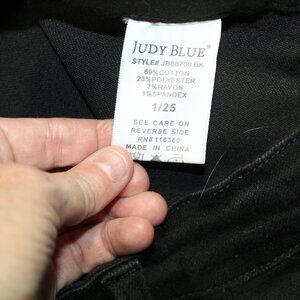 JUDY BLUE®
STYLE# JB88700 BK
69%COTTON
23%POLYESTER
7%RAYON
1%SPANDEX
1/25
SEE CARE ON
REVERSE SIDE
RN# 116380
MADE IN CHINA